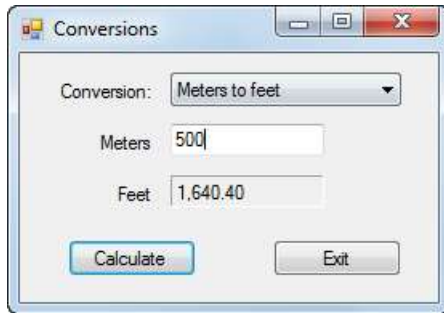 Conversions
Conversion: Meters to feet
Meters 500
Feet 1,640.40
Calculate Exit